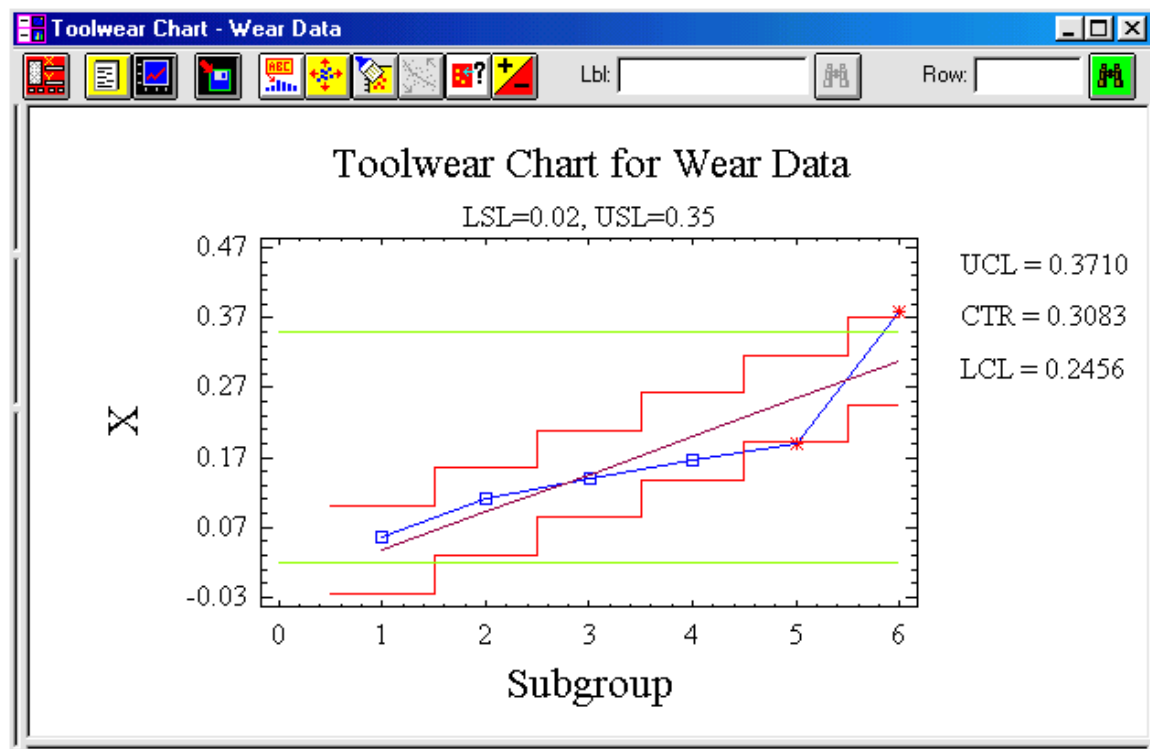 Toolwear Chart - Wear Data
ABC
Lbl:
Row:
Toolwear Chart for Wear Data
LSL=0.02, USL=0.35
0.47
0.37
0.27
0.17
0.07
-0.03
X
UCL = 0.3710
CTR = 0.3083
LCL = 0.2456
0 1 2 3 4 5 6
Subgroup